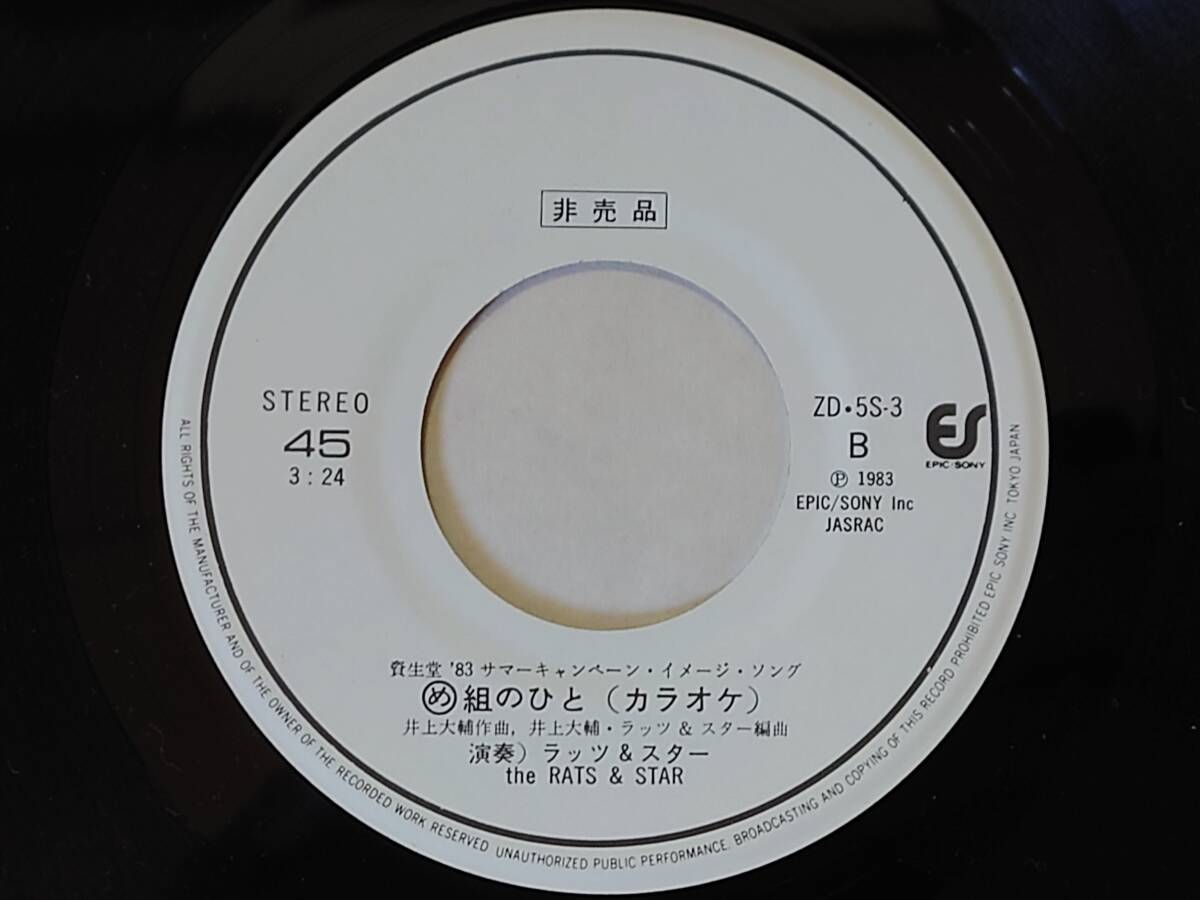 非売品
STEREO
45
3:24
ZD・5S-3
B
Ⓟ 1983
EPIC/SONY Inc
JASRAC
ES
EPIC/SONY
資生堂 '83 サマーキャンペーン・イメージ・ソング
㋱組のひと（カラオケ）
井上大輔作曲，井上大輔・ラッツ & スター編曲
演奏）ラッツ & スター
the RATS & STAR
ALL RIGHTS OF THE MANUFACTURER AND OF THE OWNER OF THE RECORDED WORK RESERVED. UNAUTHORIZED PUBLIC PERFORMANCE. BROADCASTING AND COPYING OF THIS RECORD PROHIBITED EPIC SONY INC TOKYO JAPAN